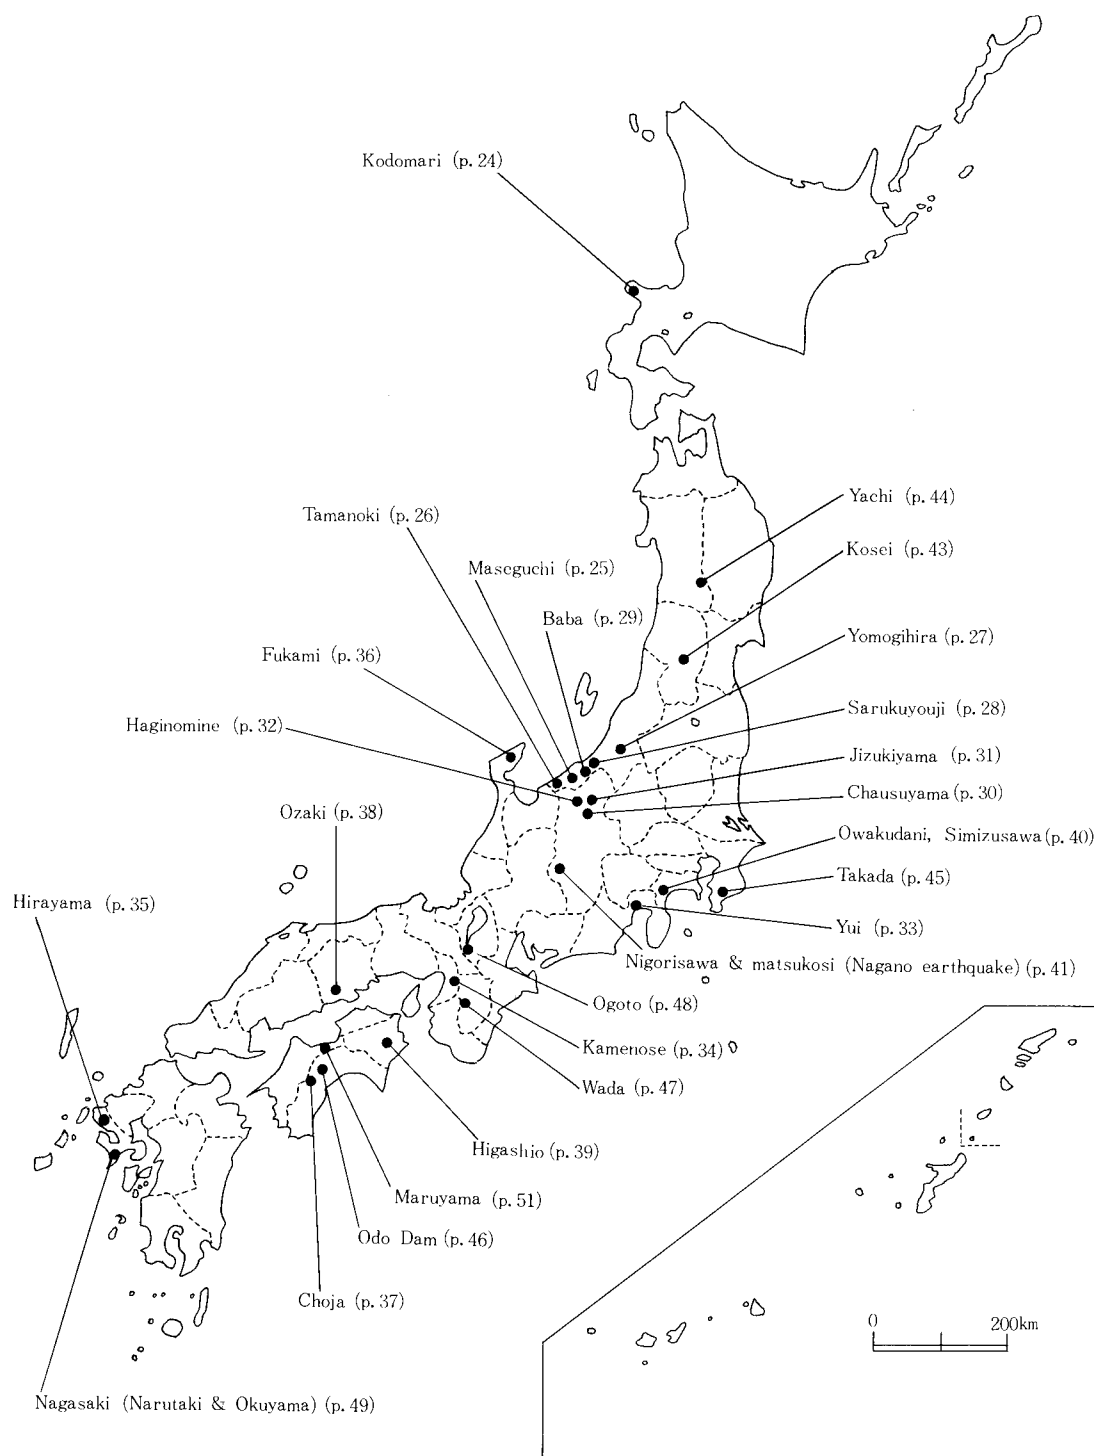 Kodomari (p. 24)
Yachi (p. 44)
Tamanoki (p. 26)
Kosei (p. 43)
Maseguchi (p. 25)
Baba (p. 29)
Yomogihira (p. 27)
Fukami (p. 36)
Sarukuyouji (p. 28)
Haginomine (p. 32)
Jizukiyama (p. 31)
Chausuyama (p. 30)
Ozaki (p. 38)
Owakudani, Simizusawa (p. 40)
Takada (p. 45)
Hirayama (p. 35)
Yui (p. 33)
Nigorisawa & matsukosi (Nagano earthquake) (p. 41)
Ogoto (p. 48)
Kamenose (p. 34)
Wada (p. 47)
Higashio (p. 39)
Maruyama (p. 51)
Odo Dam (p. 46)
Choja (p. 37)
0 200km
Nagasaki (Narutaki & Okuyama) (p. 49)